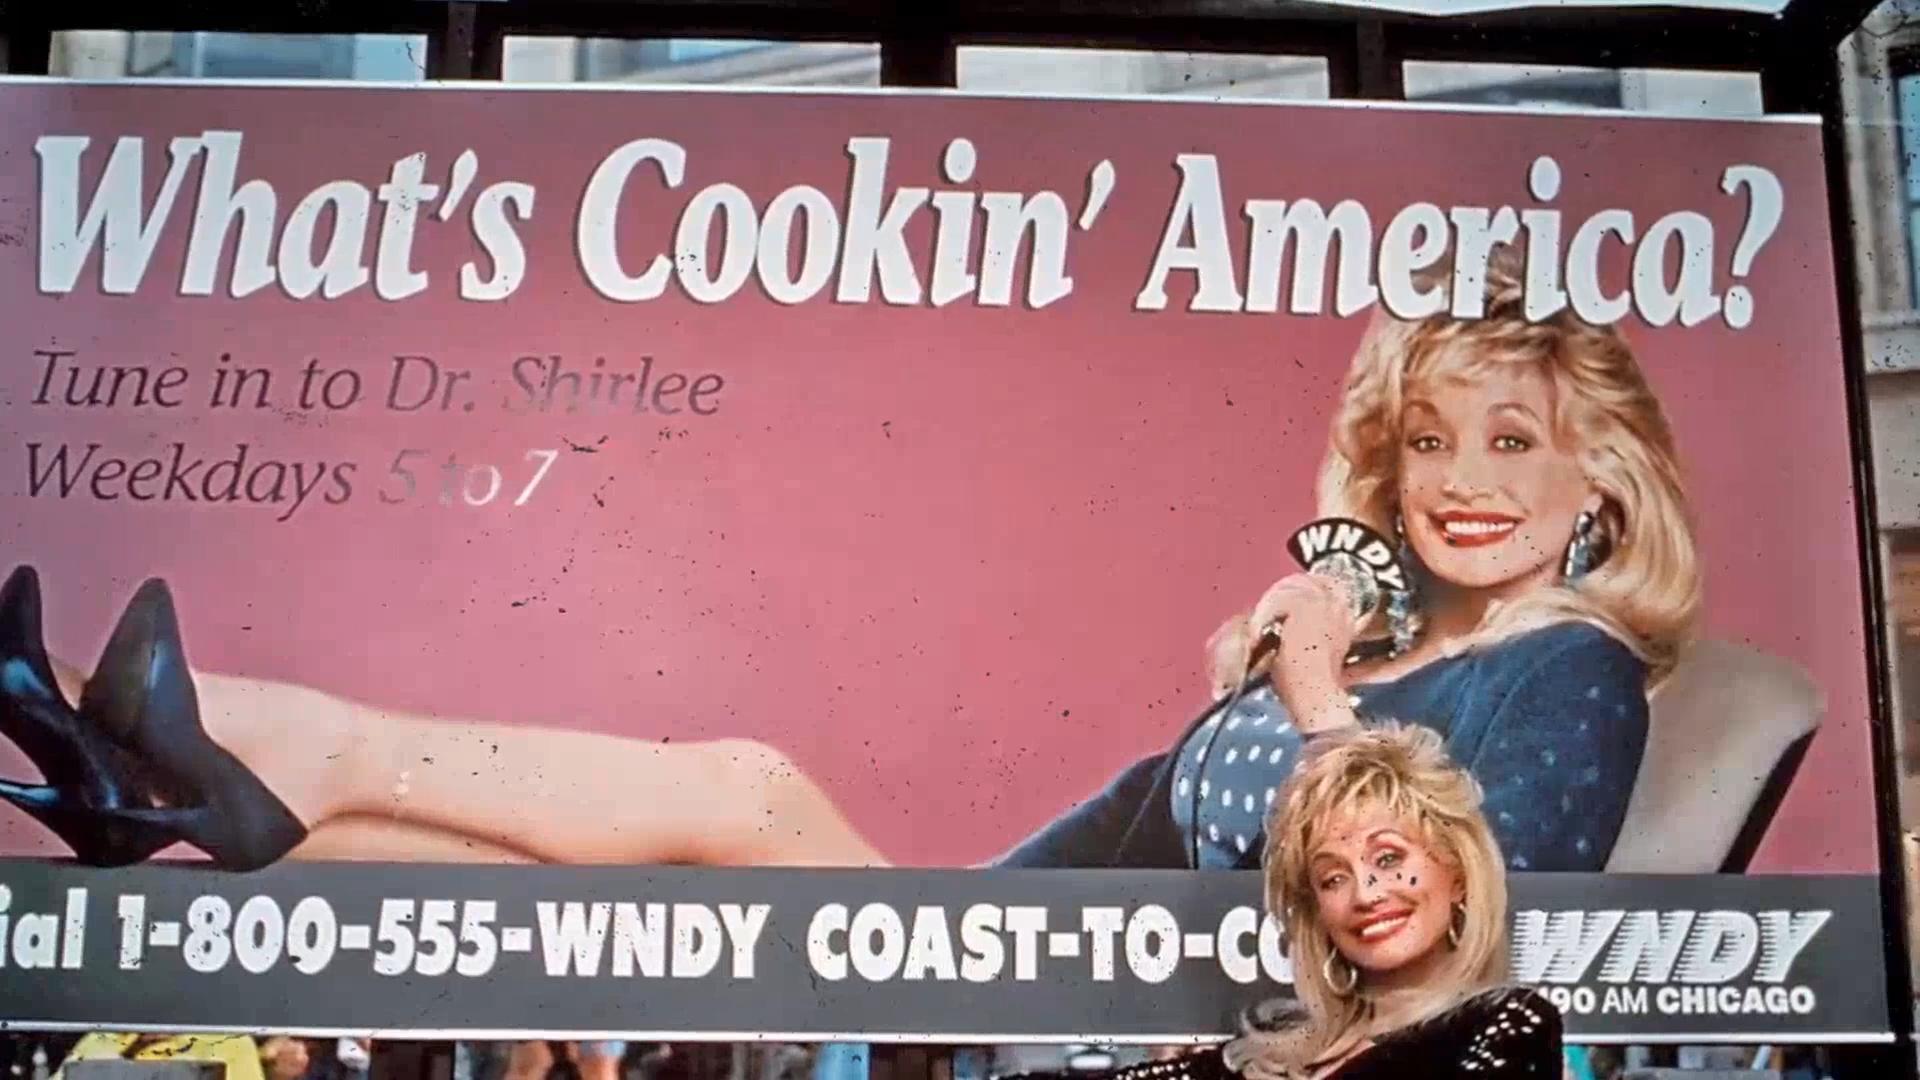 What's Cookin' America?
Tune in to Dr. Shirlee
Weekdays 5 to 7
WNDY
ial 1-800-555-WNDY COAST-TO-CO
WNDY
190 AM CHICAGO